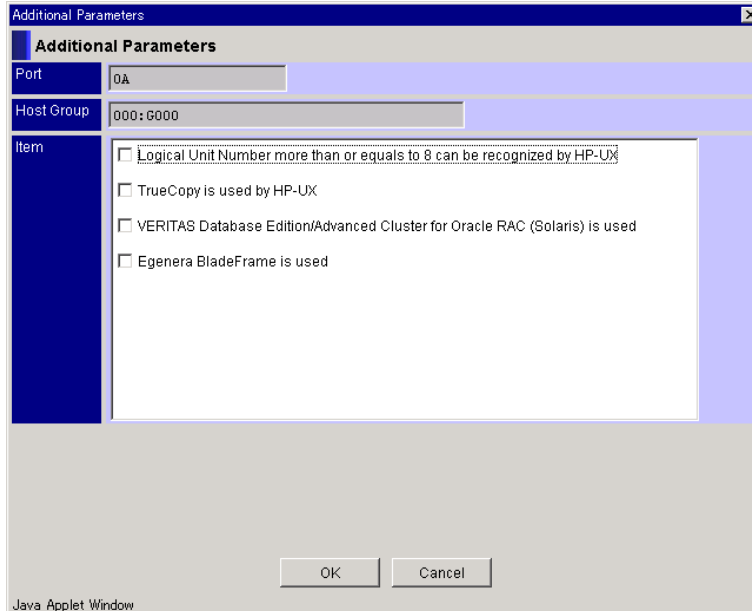 Additional Parameters
Additional Parameters
Port
0A
Host Group
000:G000
Item
Logical Unit Number more than or equals to 8 can be recognized by HP-UX
TrueCopy is used by HP-UX
VERITAS Database Edition/Advanced Cluster for Oracle RAC (Solaris) is used
Egenera BladeFrame is used
OK
Cancel
Java Applet Window